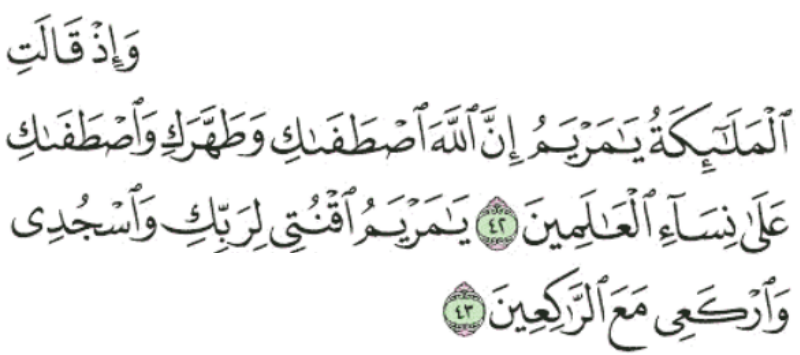 وَإِذْ قَالَتِ
ٱلْمَلَـٰٓئِكَةُ يَـٰمَرْيَمُ إِنَّ ٱللَّهَ ٱصْطَفَىٰكِ وَطَهَّرَكِ وَٱصْطَفَىٰكِ
عَلَىٰ نِسَآءِ ٱلْعَـٰلَمِينَ ٤٢ يَـٰمَرْيَمُ ٱقْنُتِى لِرَبِّكِ وَٱسْجُدِى
وَٱرْكَعِى مَعَ ٱلرَّٰكِعِينَ ٤٣